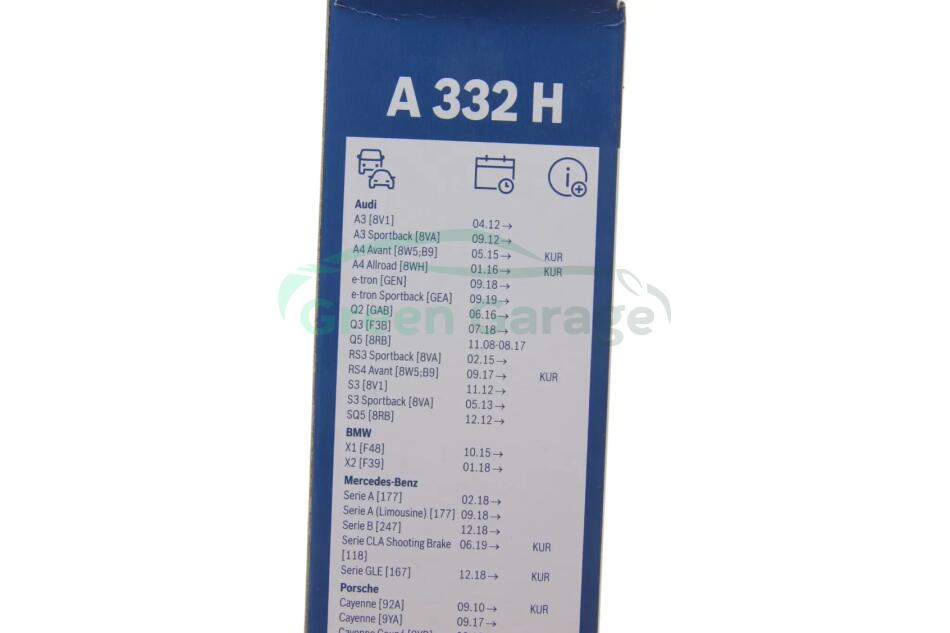 A 332 H
Audi
A3 [8V1] 04.12→
A3 Sportback [8VA] 09.12→
A4 Avant [8W5;B9] 05.15→ KUR
A4 Allroad [8WH] 01.16→ KUR
e-tron [GEN] 09.18→
e-tron Sportback [GEA] 09.19→
Q2 [GAB] 06.16→
Green Garage
Q3 [F3B] 07.18→
Q5 [8RB] 11.08-08.17
RS3 Sportback [8VA] 02.15→
RS4 Avant [8W5;B9] 09.17→ KUR
S3 [8V1] 11.12→
S3 Sportback [8VA] 05.13→
SQ5 [8RB] 12.12→
BMW
X1 [F48] 10.15→
X2 [F39] 01.18→
Mercedes-Benz
Serie A [177] 02.18→
Serie A (Limousine) [177] 09.18→
Serie B [247] 12.18→
Serie CLA Shooting Brake 06.19→ KUR
[118]
Serie GLE [167] 12.18→ KUR
Porsche
Cayenne [92A] 09.10→ KUR
Cayenne [9YA] 09.17→